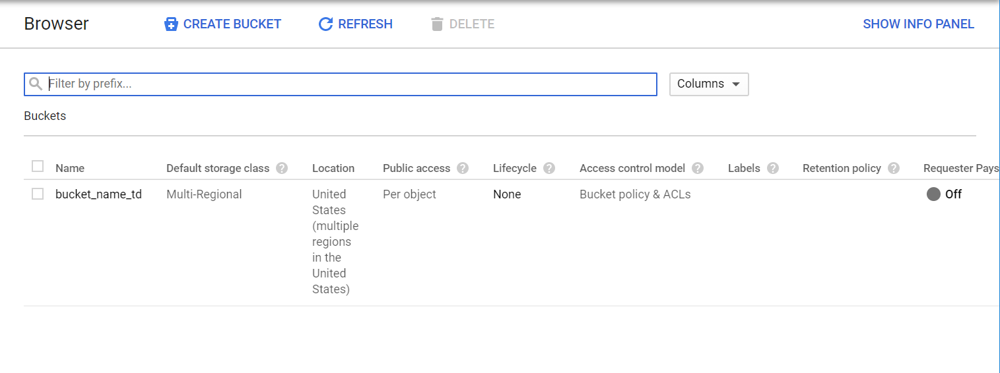 Browser CREATE BUCKET REFRESH DELETE SHOW INFO PANEL
Filter by prefix... Columns
Buckets
Name Default storage class ? Location Public access ? Lifecycle ? Access control model ? Labels ? Retention policy ? Requester Pays
bucket_name_td Multi-Regional United Per object None Bucket policy & ACLs Off
States
(multiple
regions
in the
United
States)